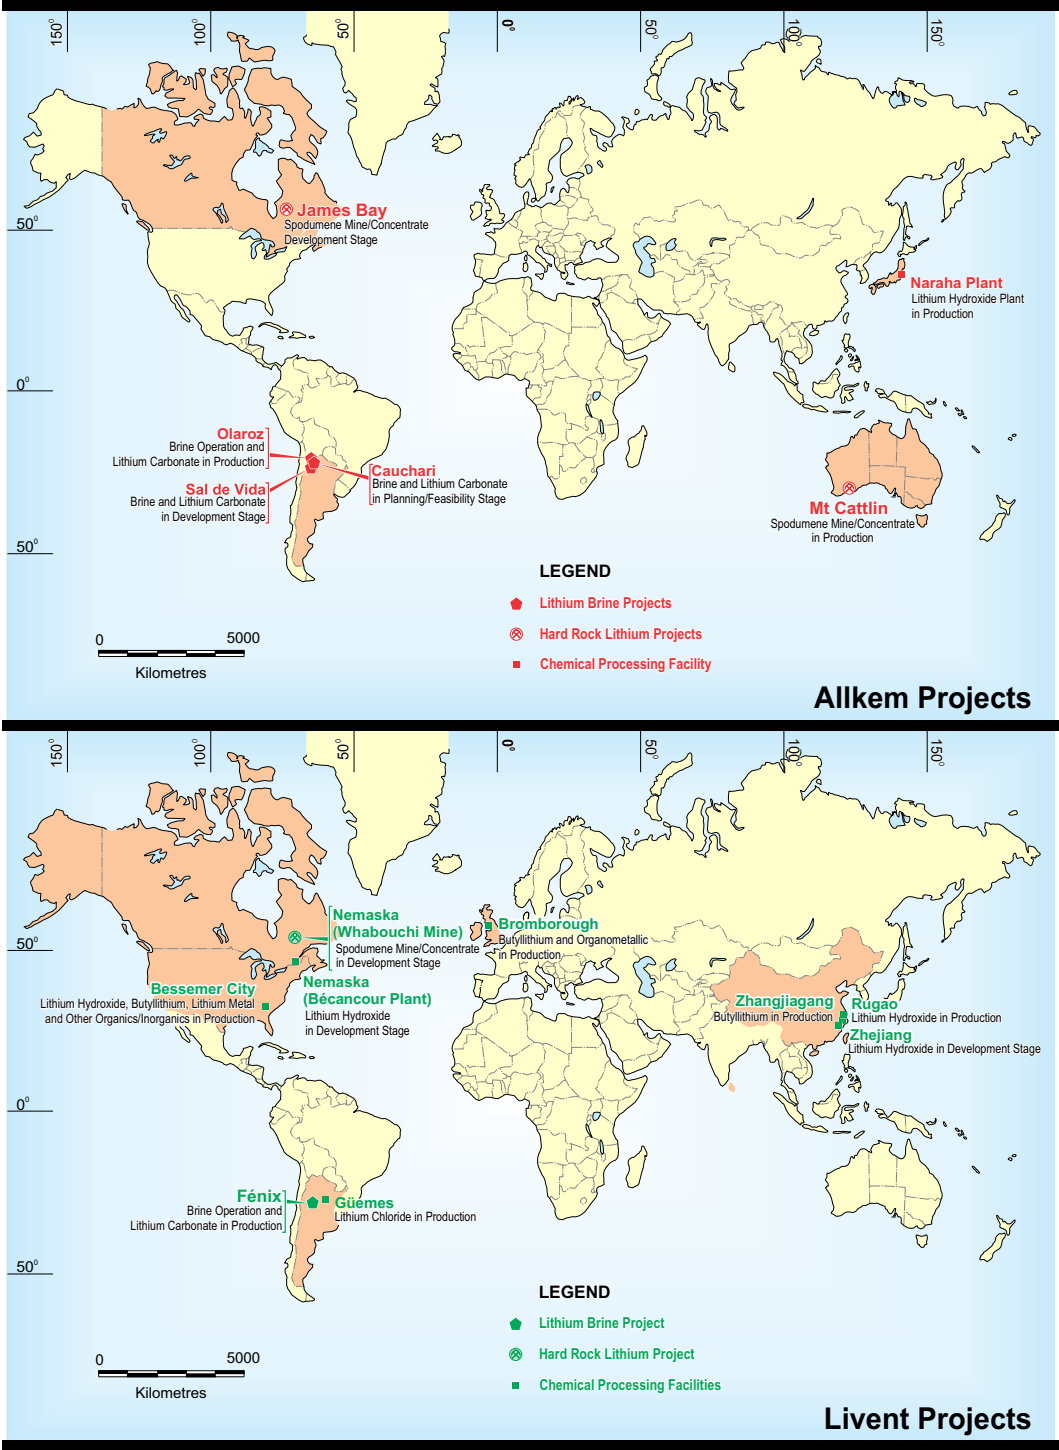 150°
100°
50°
0°
50°
100°
150°
James Bay
Spodumene Mine/Concentrate
Development Stage
50°
Naraha Plant
Lithium Hydroxide Plant
in Production
0°
Olaroz
Brine Operation and
Lithium Carbonate in Production
Cauchari
Brine and Lithium Carbonate
in Planning/Feasibility Stage
Sal de Vida
Brine and Lithium Carbonate
in Development Stage
Mt Cattlin
Spodumene Mine/Concentrate
in Production
50°
LEGEND
Lithium Brine Projects
Hard Rock Lithium Projects
Chemical Processing Facility
0 5000
Kilometres
Allkem Projects
150°
100°
50°
0°
50°
100°
150°
Nemaska
(Whabouchi Mine)
Spodumene Mine/Concentrate
in Development Stage
Bromborough
Butyllithium and Organometallic
in Production
50°
Nemaska
(Bécancour Plant)
Lithium Hydroxide
in Development Stage
Bessemer City
Lithium Hydroxide, Butyllithium, Lithium Metal
and Other Organics/Inorganics in Production
Zhangjiagang
Butyllithium in Production
Rugao
Lithium Hydroxide in Production
Zhejiang
Lithium Hydroxide in Development Stage
0°
Fénix
Brine Operation and
Lithium Carbonate in Production
Güemes
Lithium Chloride in Production
50°
LEGEND
Lithium Brine Project
Hard Rock Lithium Project
Chemical Processing Facilities
0 5000
Kilometres
Livent Projects